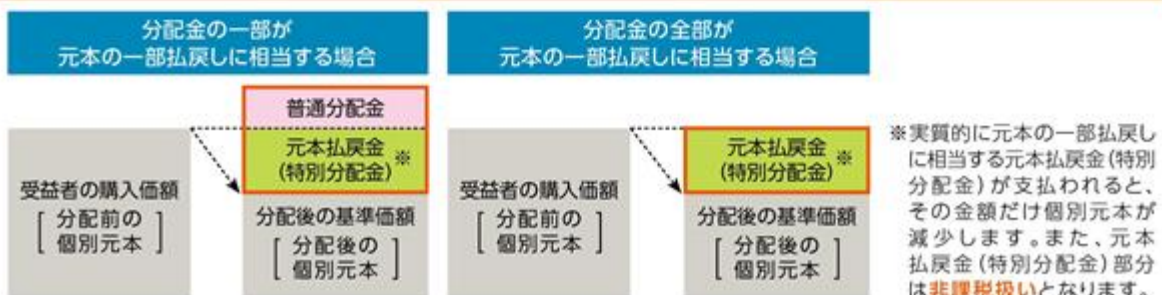 分配金の一部が
元本の一部払戻しに相当する場合
普通分配金
元本払戻金
(特別分配金)※
受益者の購入価額
[分配前の
個別元本]
分配後の基準価額
[分配後の
個別元本]
分配金の全部が
元本の一部払戻しに相当する場合
元本払戻金
(特別分配金)※
受益者の購入価額
[分配前の
個別元本]
分配後の基準価額
[分配後の
個別元本]
※実質的に元本の一部払戻し
に相当する元本払戻金(特別
分配金)が支払われると、
その金額だけ個別元本が
減少します。また、元本
払戻金(特別分配金)部分
は非課税扱いとなります。